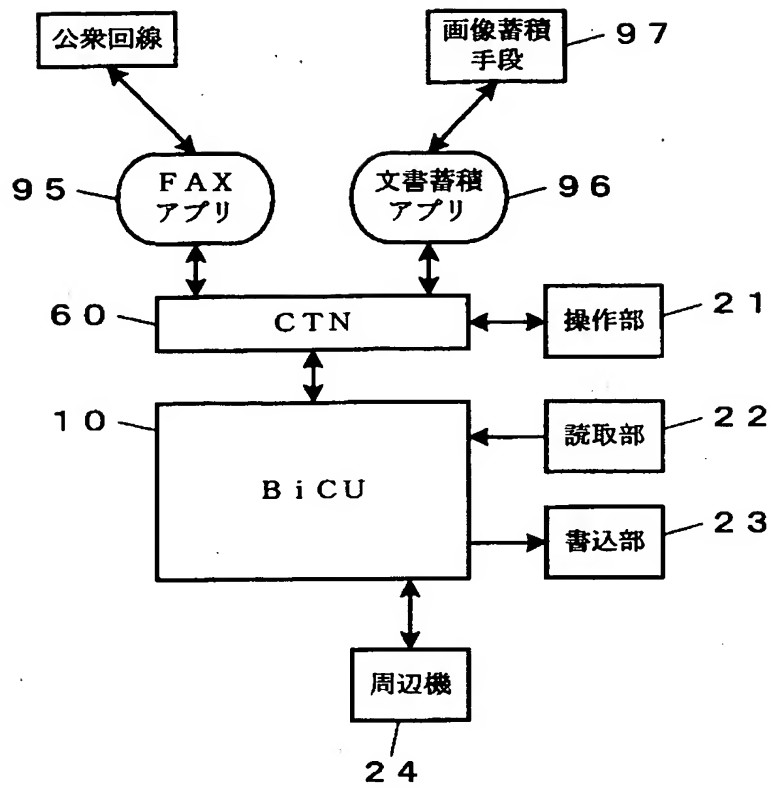 公衆回線
画像蓄積
手段
97
95
FAX
アプリ
文書蓄積
アプリ
96
60
CTN
操作部
21
10
BiCU
読取部
22
書込部
23
周辺機
24